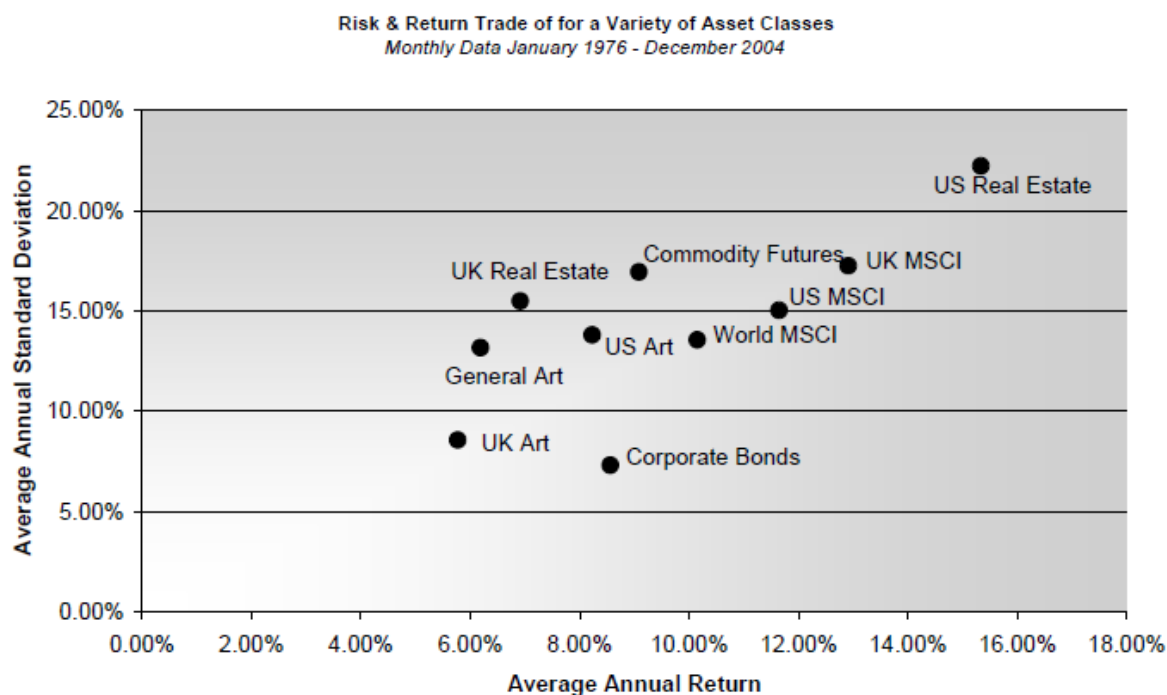 Risk & Return Trade of for a Variety of Asset Classes
Monthly Data January 1976 - December 2004
25.00%
20.00%
15.00%
10.00%
5.00%
0.00%
Average Annual Standard Deviation
US Real Estate
Commodity Futures
UK MSCI
UK Real Estate
US MSCI
US Art
World MSCI
General Art
UK Art
Corporate Bonds
0.00% 2.00% 4.00% 6.00% 8.00% 10.00% 12.00% 14.00% 16.00% 18.00%
Average Annual Return